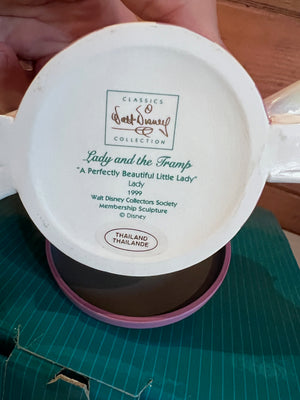 CLASSICS
Walt Disney
COLLECTION
Lady and the Tramp
"A Perfectly Beautiful Little Lady"
Lady
1999
Walt Disney Collectors Society
Membership Sculpture
© Disney
THAILAND
THAILANDE